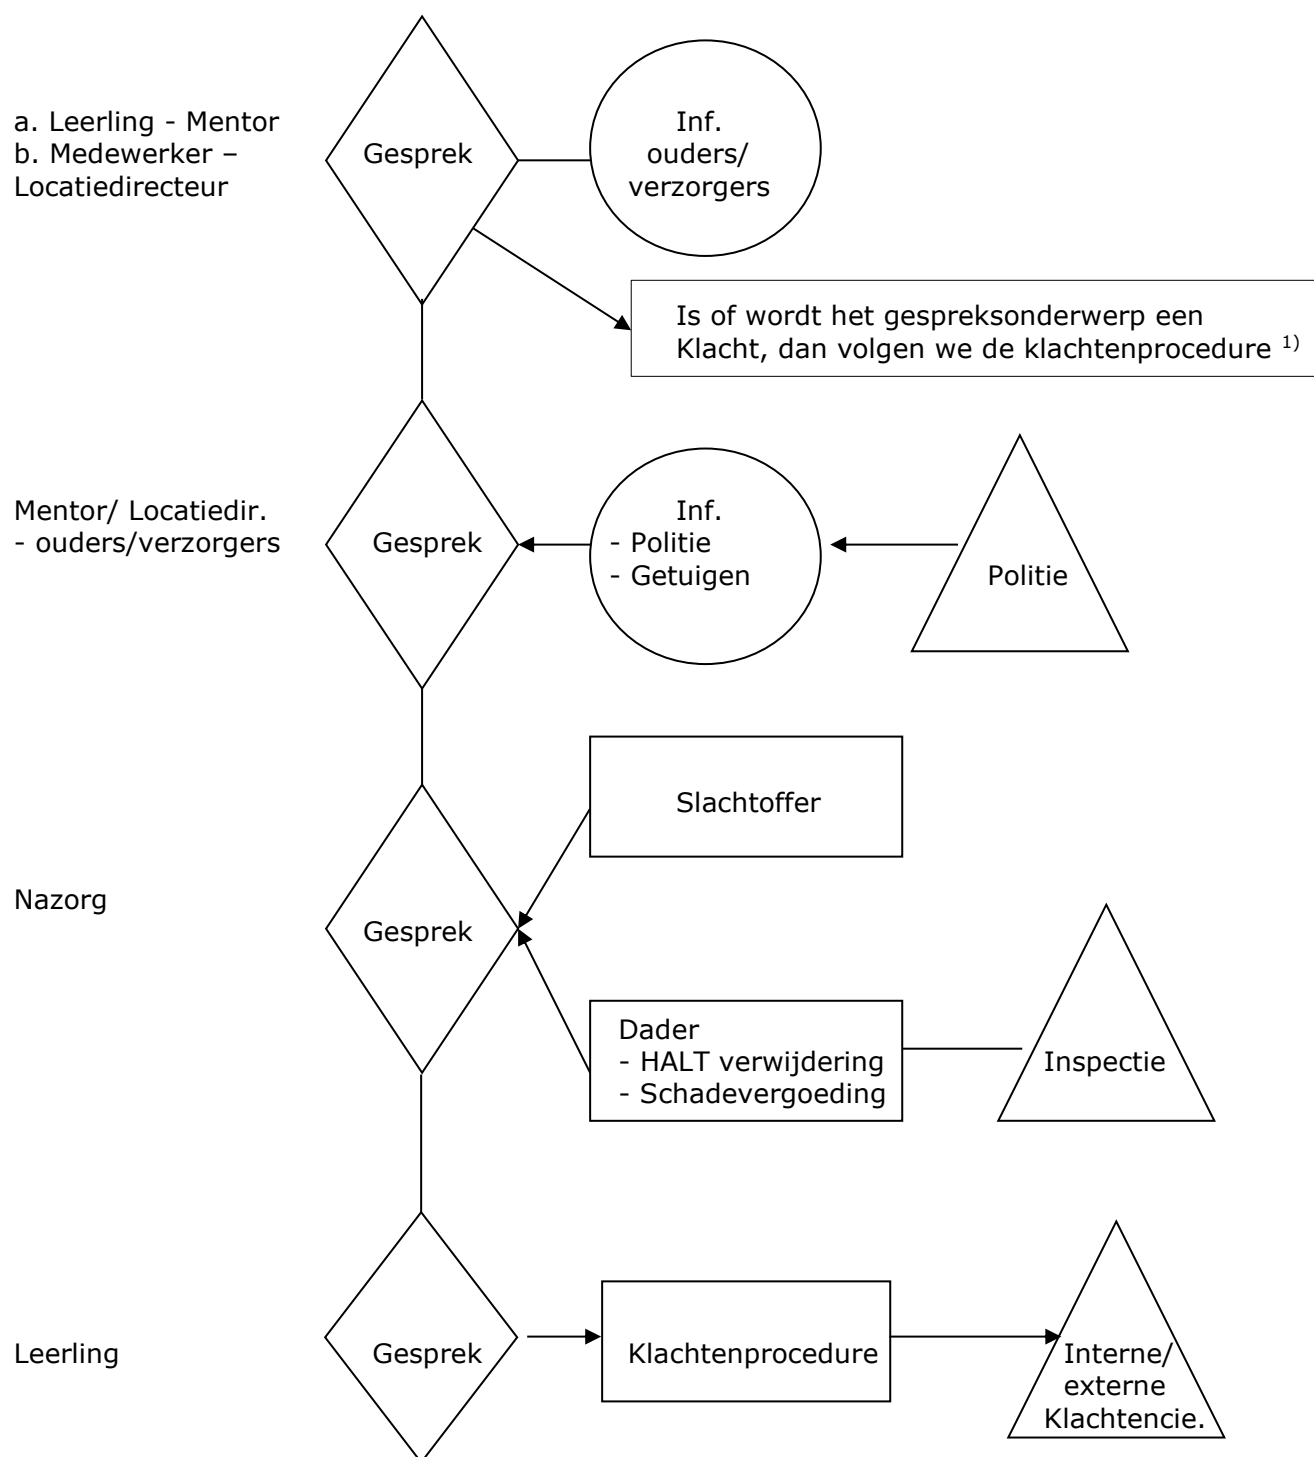 a. Leerling - Mentor
b. Medewerker –
Locatiedirecteur
Gesprek
Inf.
ouders/
verzorgers
Is of wordt het gespreksonderwerp een
Klacht, dan volgen we de klachtenprocedure 1)
Mentor/ Locatiedir.
- ouders/verzorgers
Gesprek
Inf.
- Politie
- Getuigen
Politie
Slachtoffer
Nazorg
Gesprek
Dader
- HALT verwijdering
- Schadevergoeding
Inspectie
Leerling
Gesprek
Klachtenprocedure
Interne/
externe
Klachtencie.